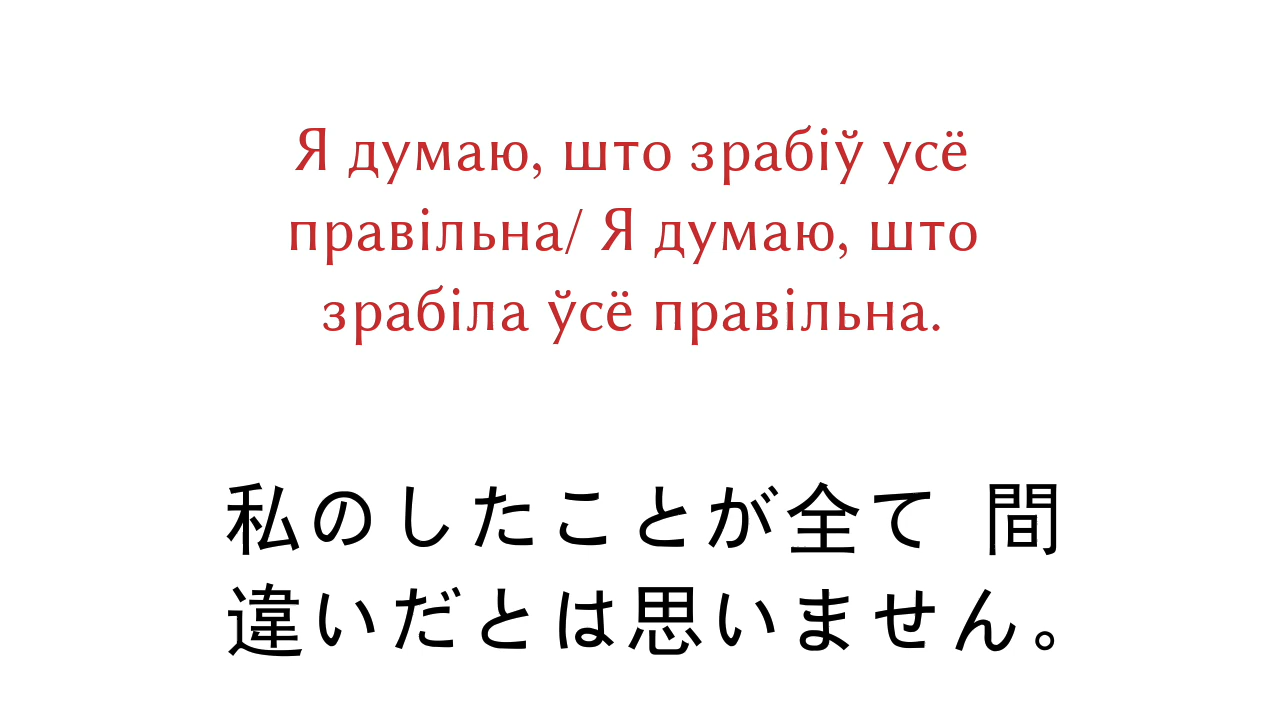 Я думаю, што зрабіў усё
правільна/ Я думаю, што
зрабіла ўсё правільна.
私のしたことが全て 間
違いだとは思いません。